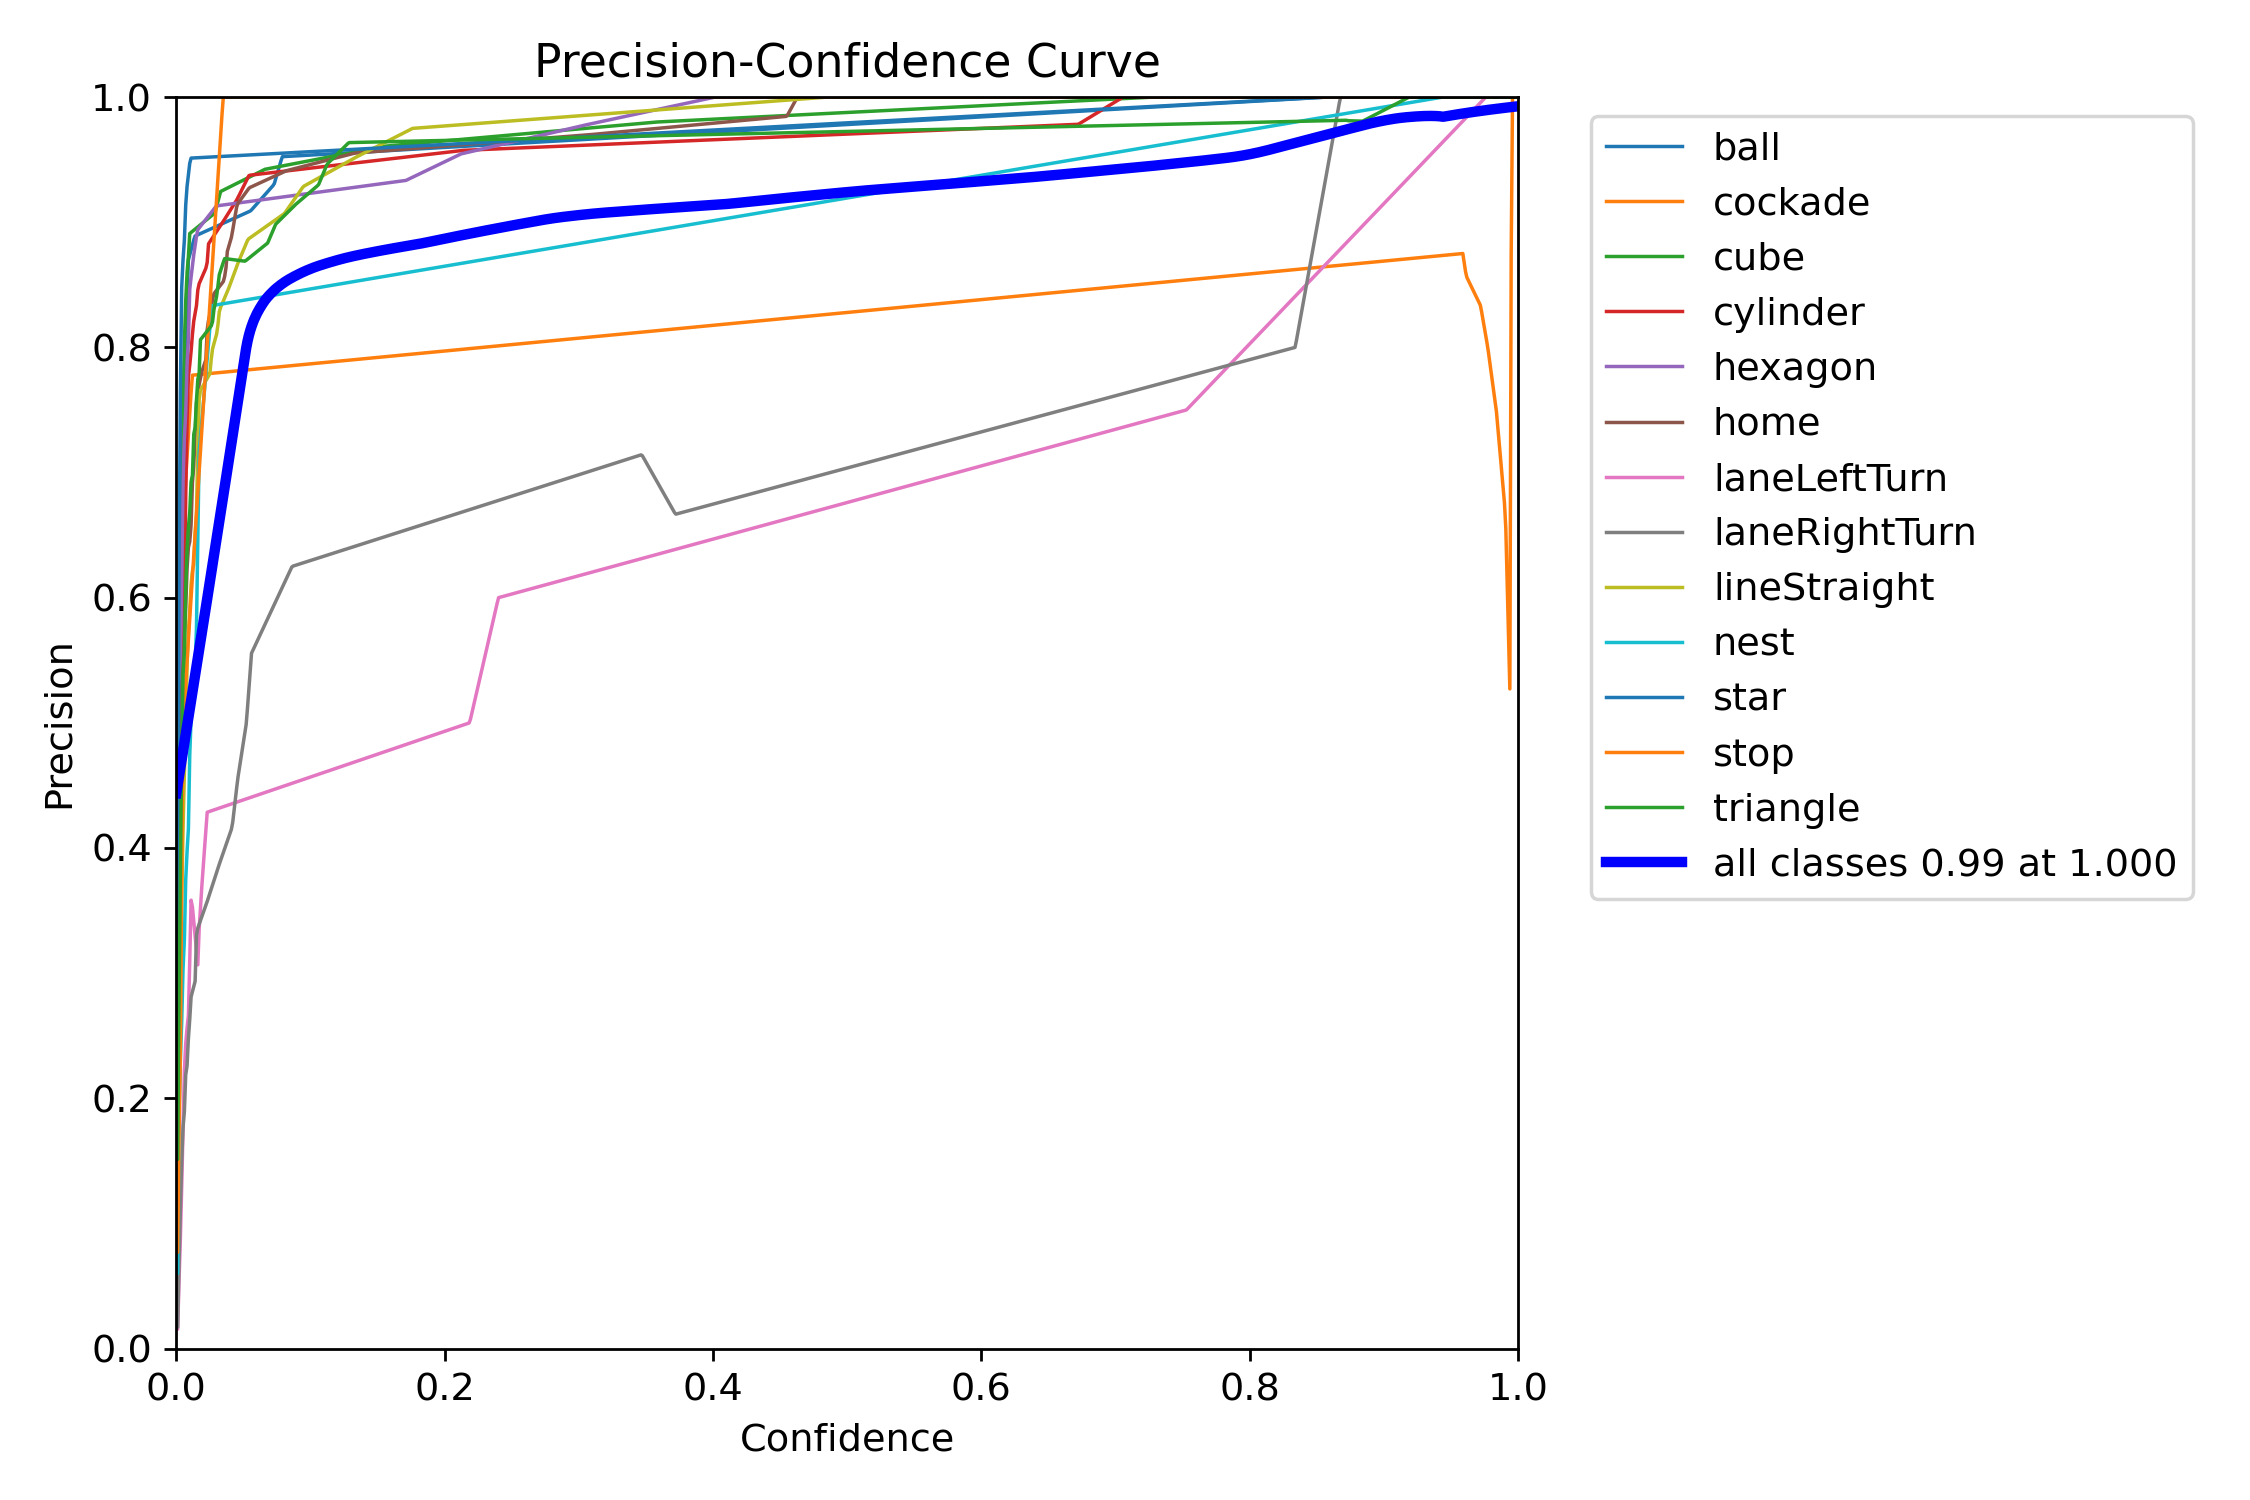 Precision-Confidence Curve
1.0
0.8
0.6
0.4
0.2
0.0
Precision
0.0 0.2 0.4 0.6 0.8 1.0
Confidence
ball
cockade
cube
cylinder
hexagon
home
laneLeftTurn
laneRightTurn
lineStraight
nest
star
stop
triangle
all classes 0.99 at 1.000